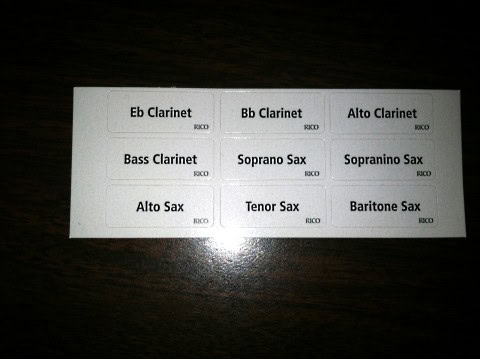 Eb Clarinet
RICO
Bb Clarinet
RICO
Alto Clarinet
RICO
Bass Clarinet
RICO
Soprano Sax
RICO
Sopranino Sax
RICO
Alto Sax
RICO
Tenor Sax
RICO
Baritone Sax
RICO